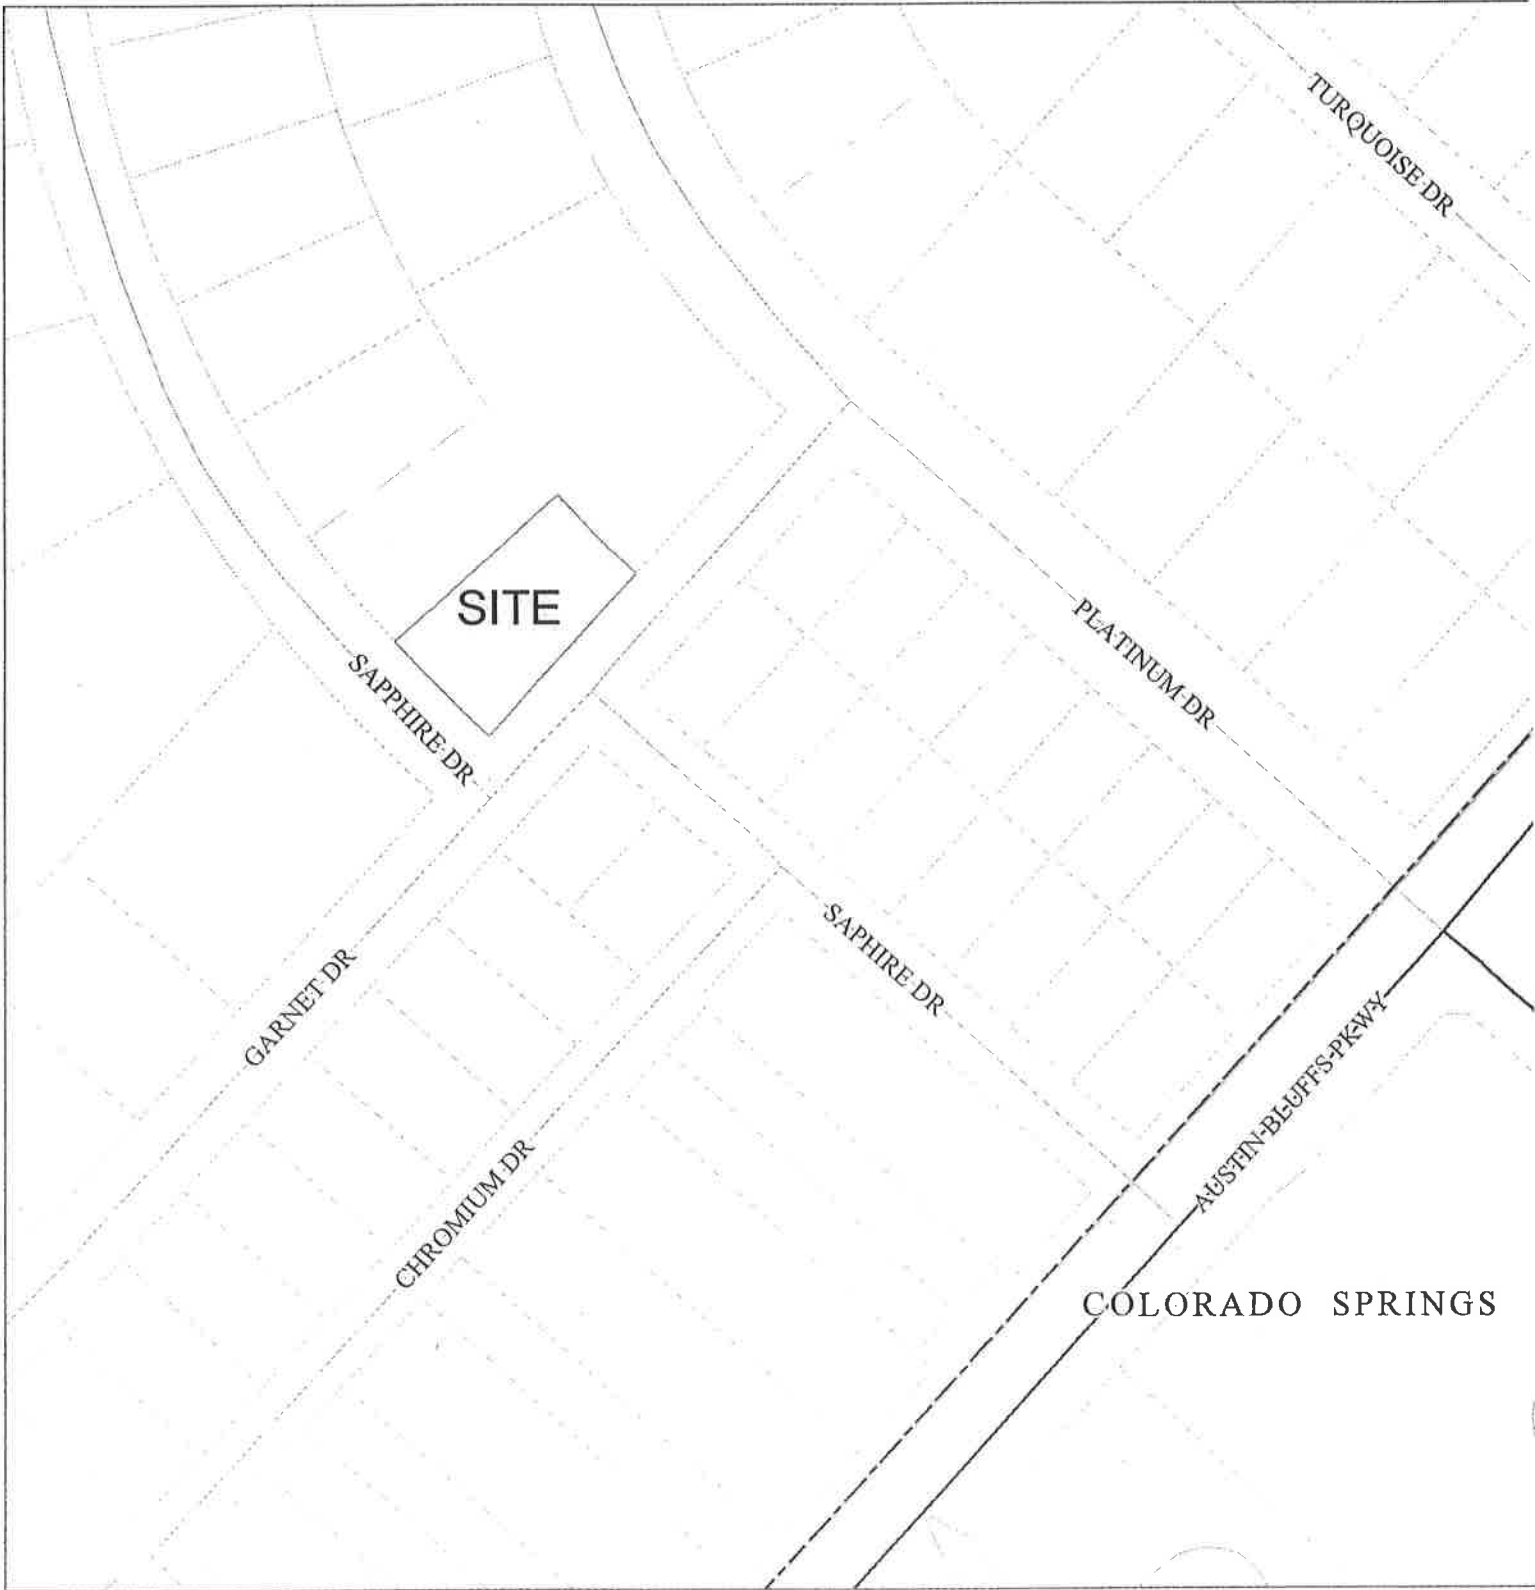 TURQUOISE DR
SITE
PLATINUM DR
SAPPHIRE DR
SAPHIRE DR
GARNET DR
AUSTIN BLUFFS PKWY
CHROMIUM DR
COLORADO SPRINGS